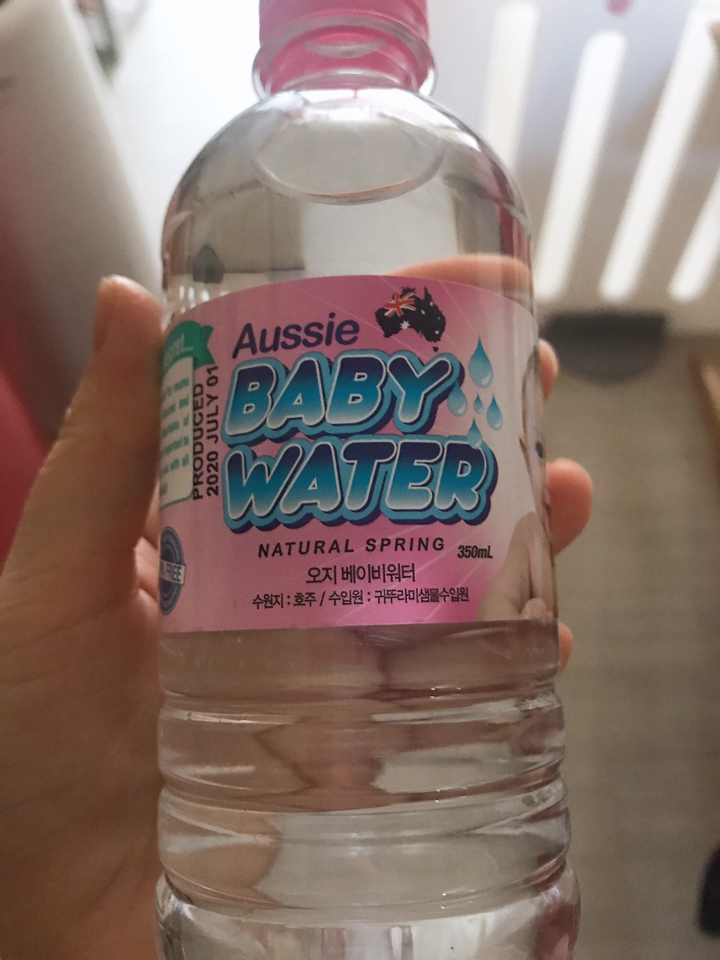 Aussie
BABY
WATER
NATURAL SPRING 350mL
오지 베이비워터
수원지 : 호주 / 수입원 : 귀뚜라미샘물수입원
PRODUCED
2020 JULY 01
FREE